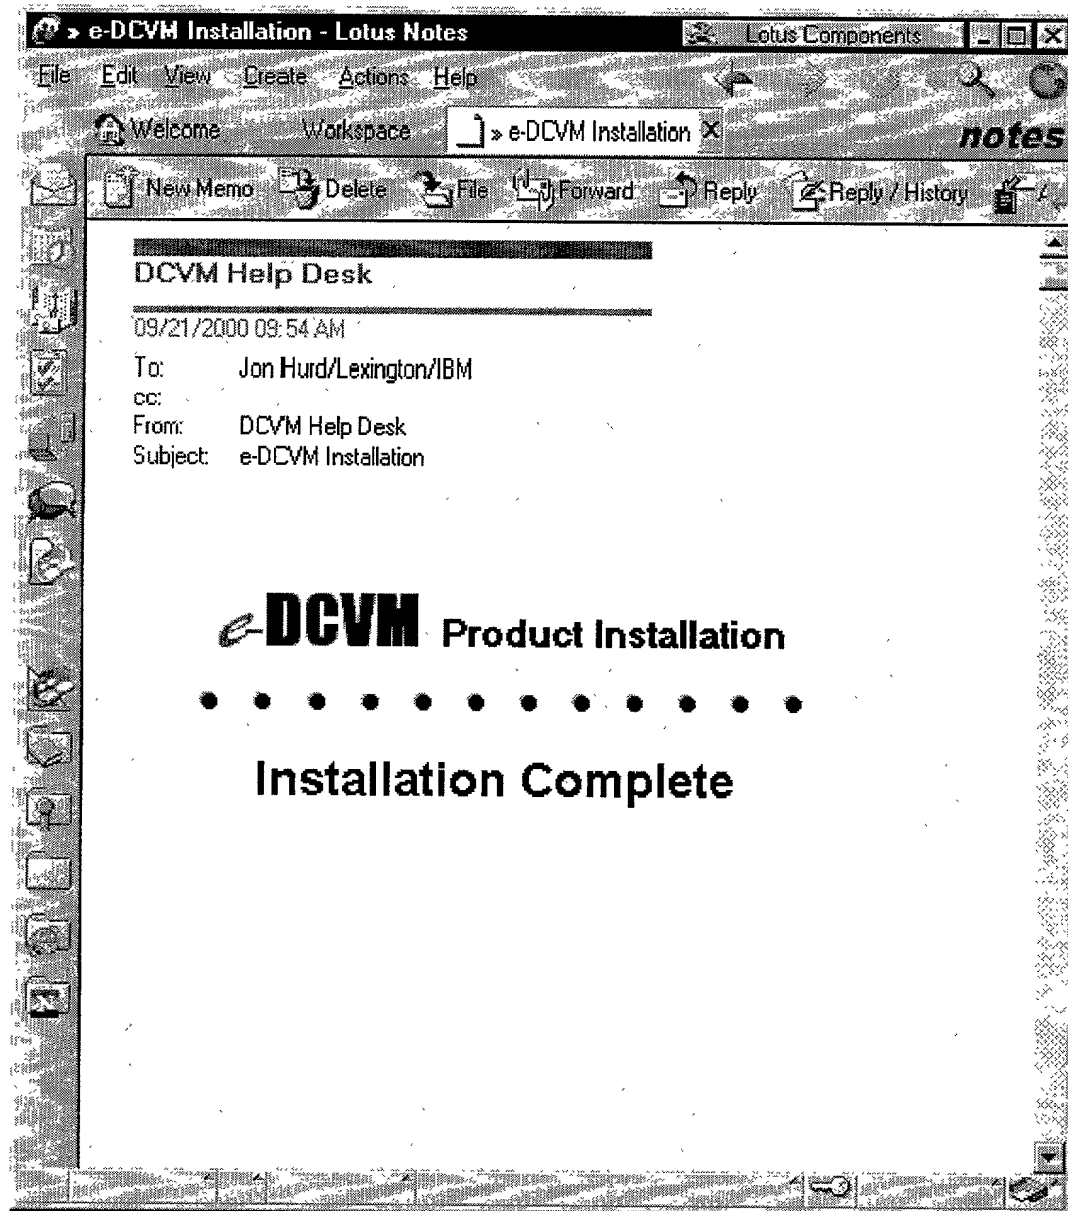 » e-DCVM Installation - Lotus Notes Lotus Components
File Edit View Create Actions Help
Welcome Workspace » e-DCVM Installation notes
New Memo Delete File Forward Reply Reply / History
DCVM Help Desk
09/21/2000 09:54 AM
To: Jon Hurd/Lexington/IBM
cc:
From: DCVM Help Desk
Subject: e-DCVM Installation
e-DCVM Product Installation
Installation Complete